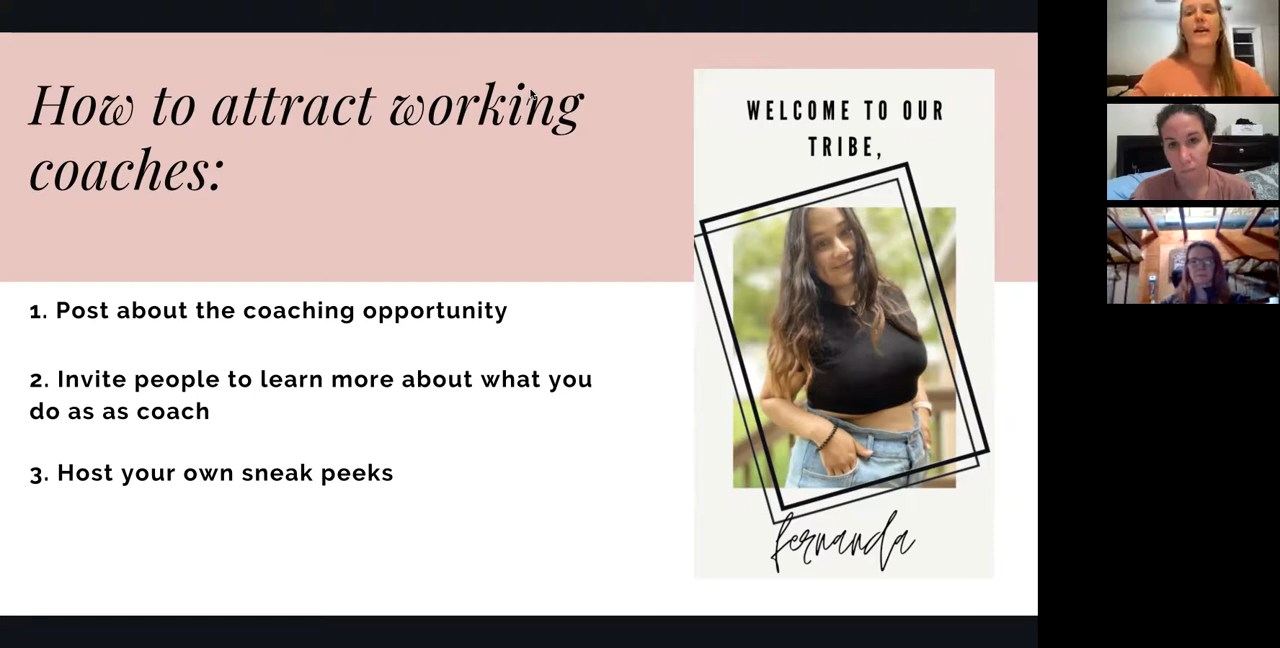 How to attract working
coaches:
1. Post about the coaching opportunity
2. Invite people to learn more about what you
do as as coach
3. Host your own sneak peeks
WELCOME TO OUR
TRIBE,
fernanda